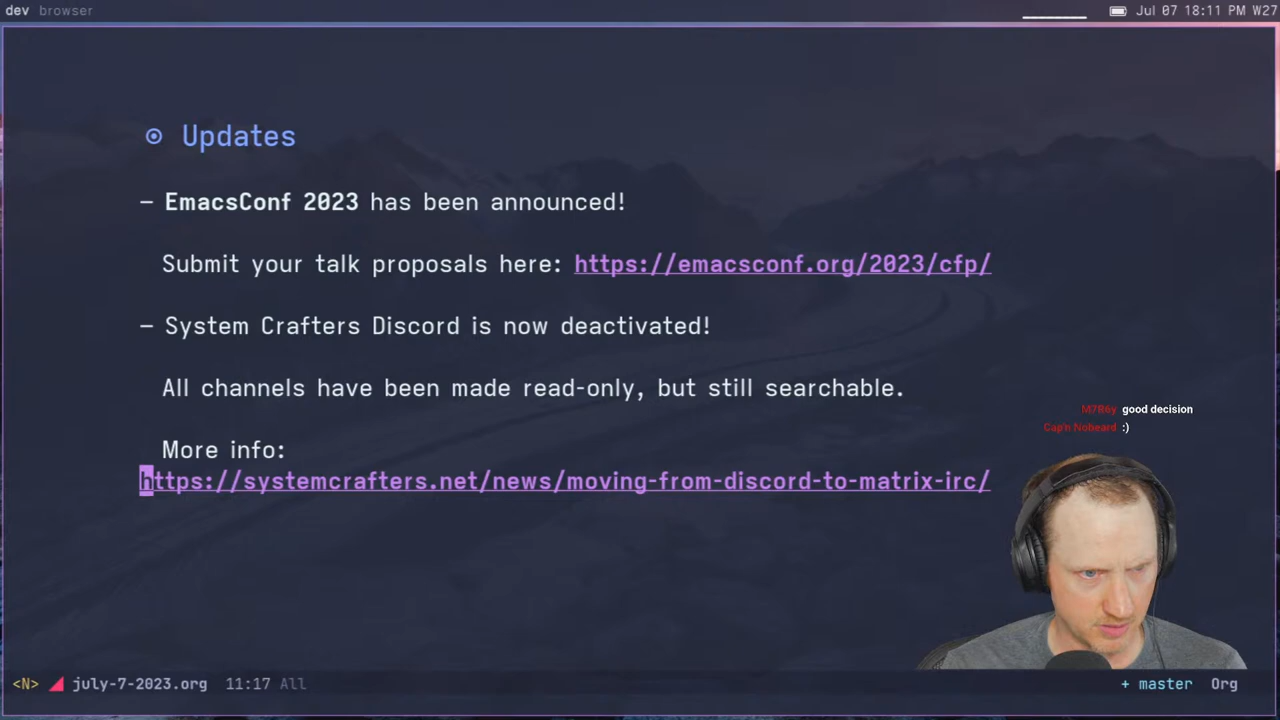 dev browser
Jul 07 18:11 PM W27
Updates
– EmacsConf 2023 has been announced!
Submit your talk proposals here: https://emacsconf.org/2023/cfp/
– System Crafters Discord is now deactivated!
All channels have been made read-only, but still searchable.
M7B6y good decision
Cap'n Nobeard :)
More info:
https://systemcrafters.net/news/moving-from-discord-to-matrix-irc/
<N> july-7-2023.org 11:17 All + master Org